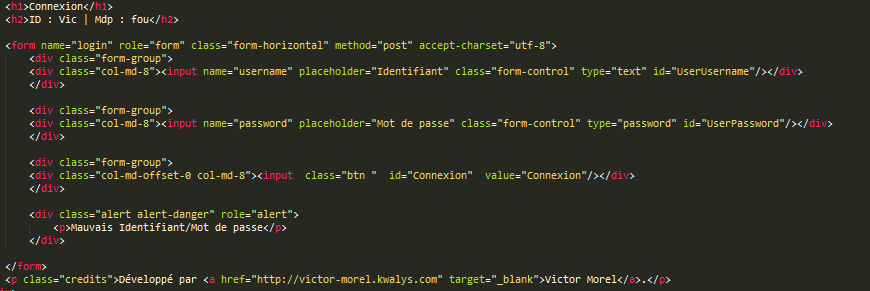 <h1>Connexion</h1>
<h2>ID : Vic | Mdp : fou</h2>
<form name="login" role="form" class="form-horizontal" method="post" accept-charset="utf-8">
<div class="form-group">
<div class="col-md-8"><input name="username" placeholder="Identifiant" class="form-control" type="text" id="UserUsername"/></div>
</div>
<div class="form-group">
<div class="col-md-8"><input name="password" placeholder="Mot de passe" class="form-control" type="password" id="UserPassword"/></div>
</div>
<div class="form-group">
<div class="col-md-offset-0 col-md-8"><input  class="btn "  id="Connexion"  value="Connexion"/></div>
</div>
<div class="alert alert-danger" role="alert">
<p>Mauvais Identifiant/Mot de passe</p>
</div>
</form>
<p class="credits">Développé par <a href="http://victor-morel.kwalys.com" target="_blank">Victor Morel</a>.</p>